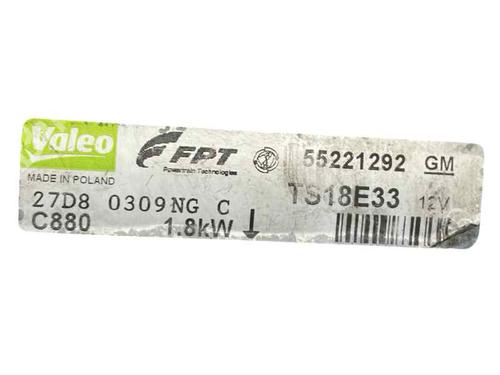 Valeo FPT 55221292 GM
Powertrain Technologies
MADE IN POLAND
27D8 0309NG C TS18E33 12V
C880 1.8kW